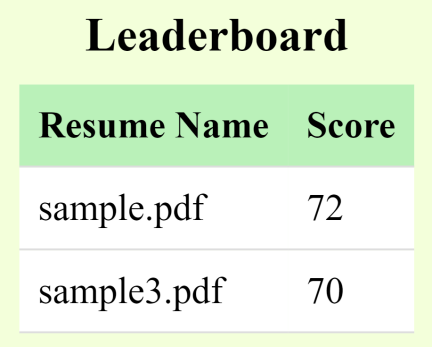 Leaderboard
Resume Name Score
sample.pdf 72
sample3.pdf 70